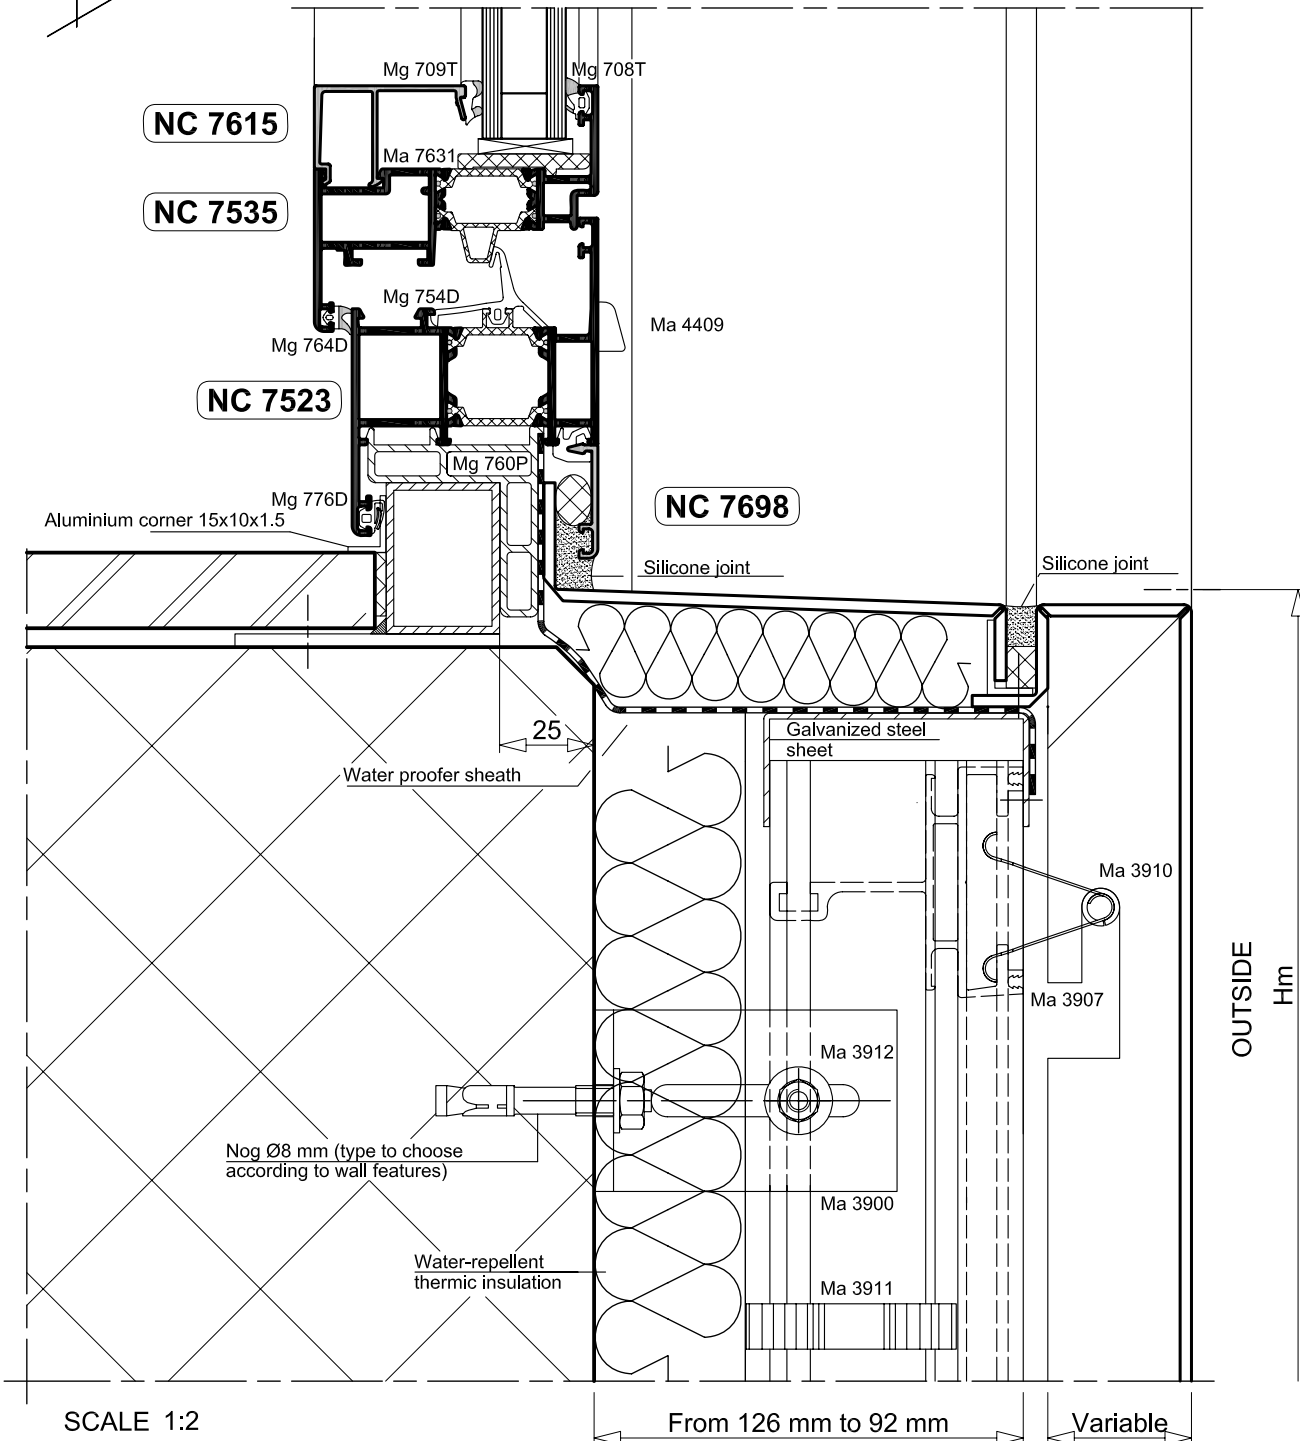 Mg 709T
Mg 708T
NC 7615
Ma 7631
NC 7535
Mg 754D
Ma 4409
Mg 764D
NC 7523
Mg 760P
Mg 776D
NC 7698
Aluminium corner 15x10x1.5
Silicone joint
Silicone joint
25
Galvanized steel
sheet
Water proofer sheath
Ma 3910
OUTSIDE
Hm
Ma 3907
Ma 3912
Nog Ø8 mm (type to choose
according to wall features)
Ma 3900
Water-repellent
thermic insulation
Ma 3911
SCALE 1:2
From 126 mm to 92 mm
Variable